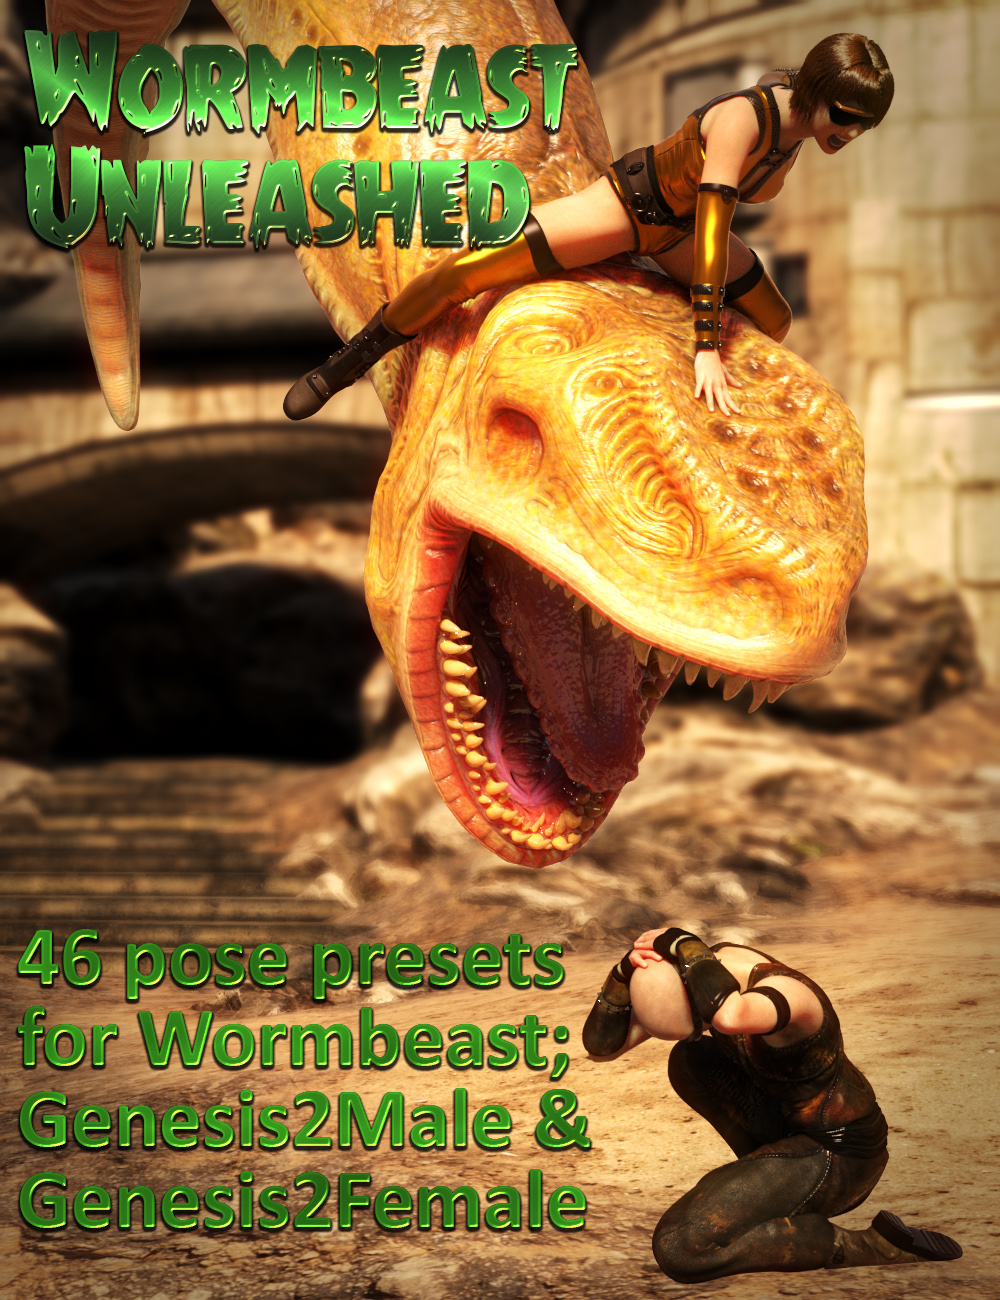 Wormbeast
Unleashed
46 pose presets
for Wormbeast;
Genesis2Male &
Genesis2Female